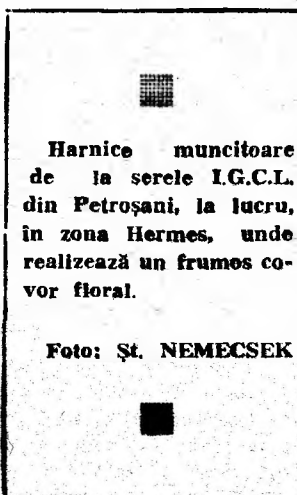 Harnice muncitoare
de la serele I.G.C.L.
din Petroșani, la lucru,
în zona Hermes, unde
realizează un frumos co-
vor floral.
Foto: Șt. NEMECSEK